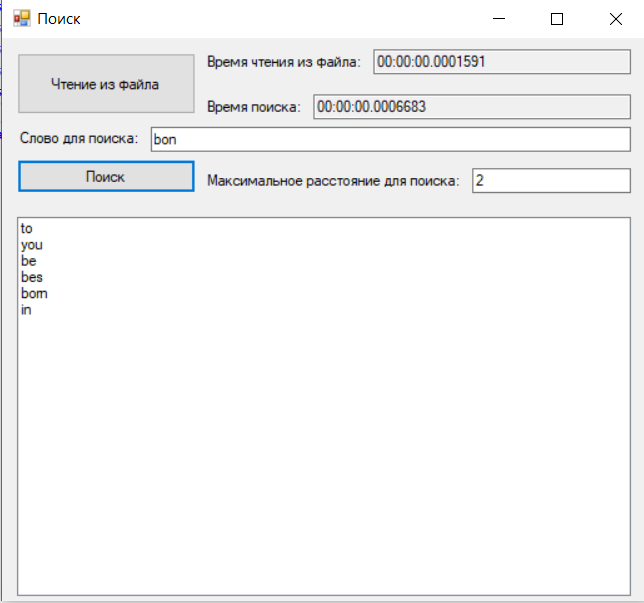 Поиск
Чтение из файла
Время чтения из файла: 00:00:00.0001591
Время поиска: 00:00:00.0006683
Слово для поиска: bon
Поиск
Максимальное расстояние для поиска: 2
to
you
be
bes
born
in